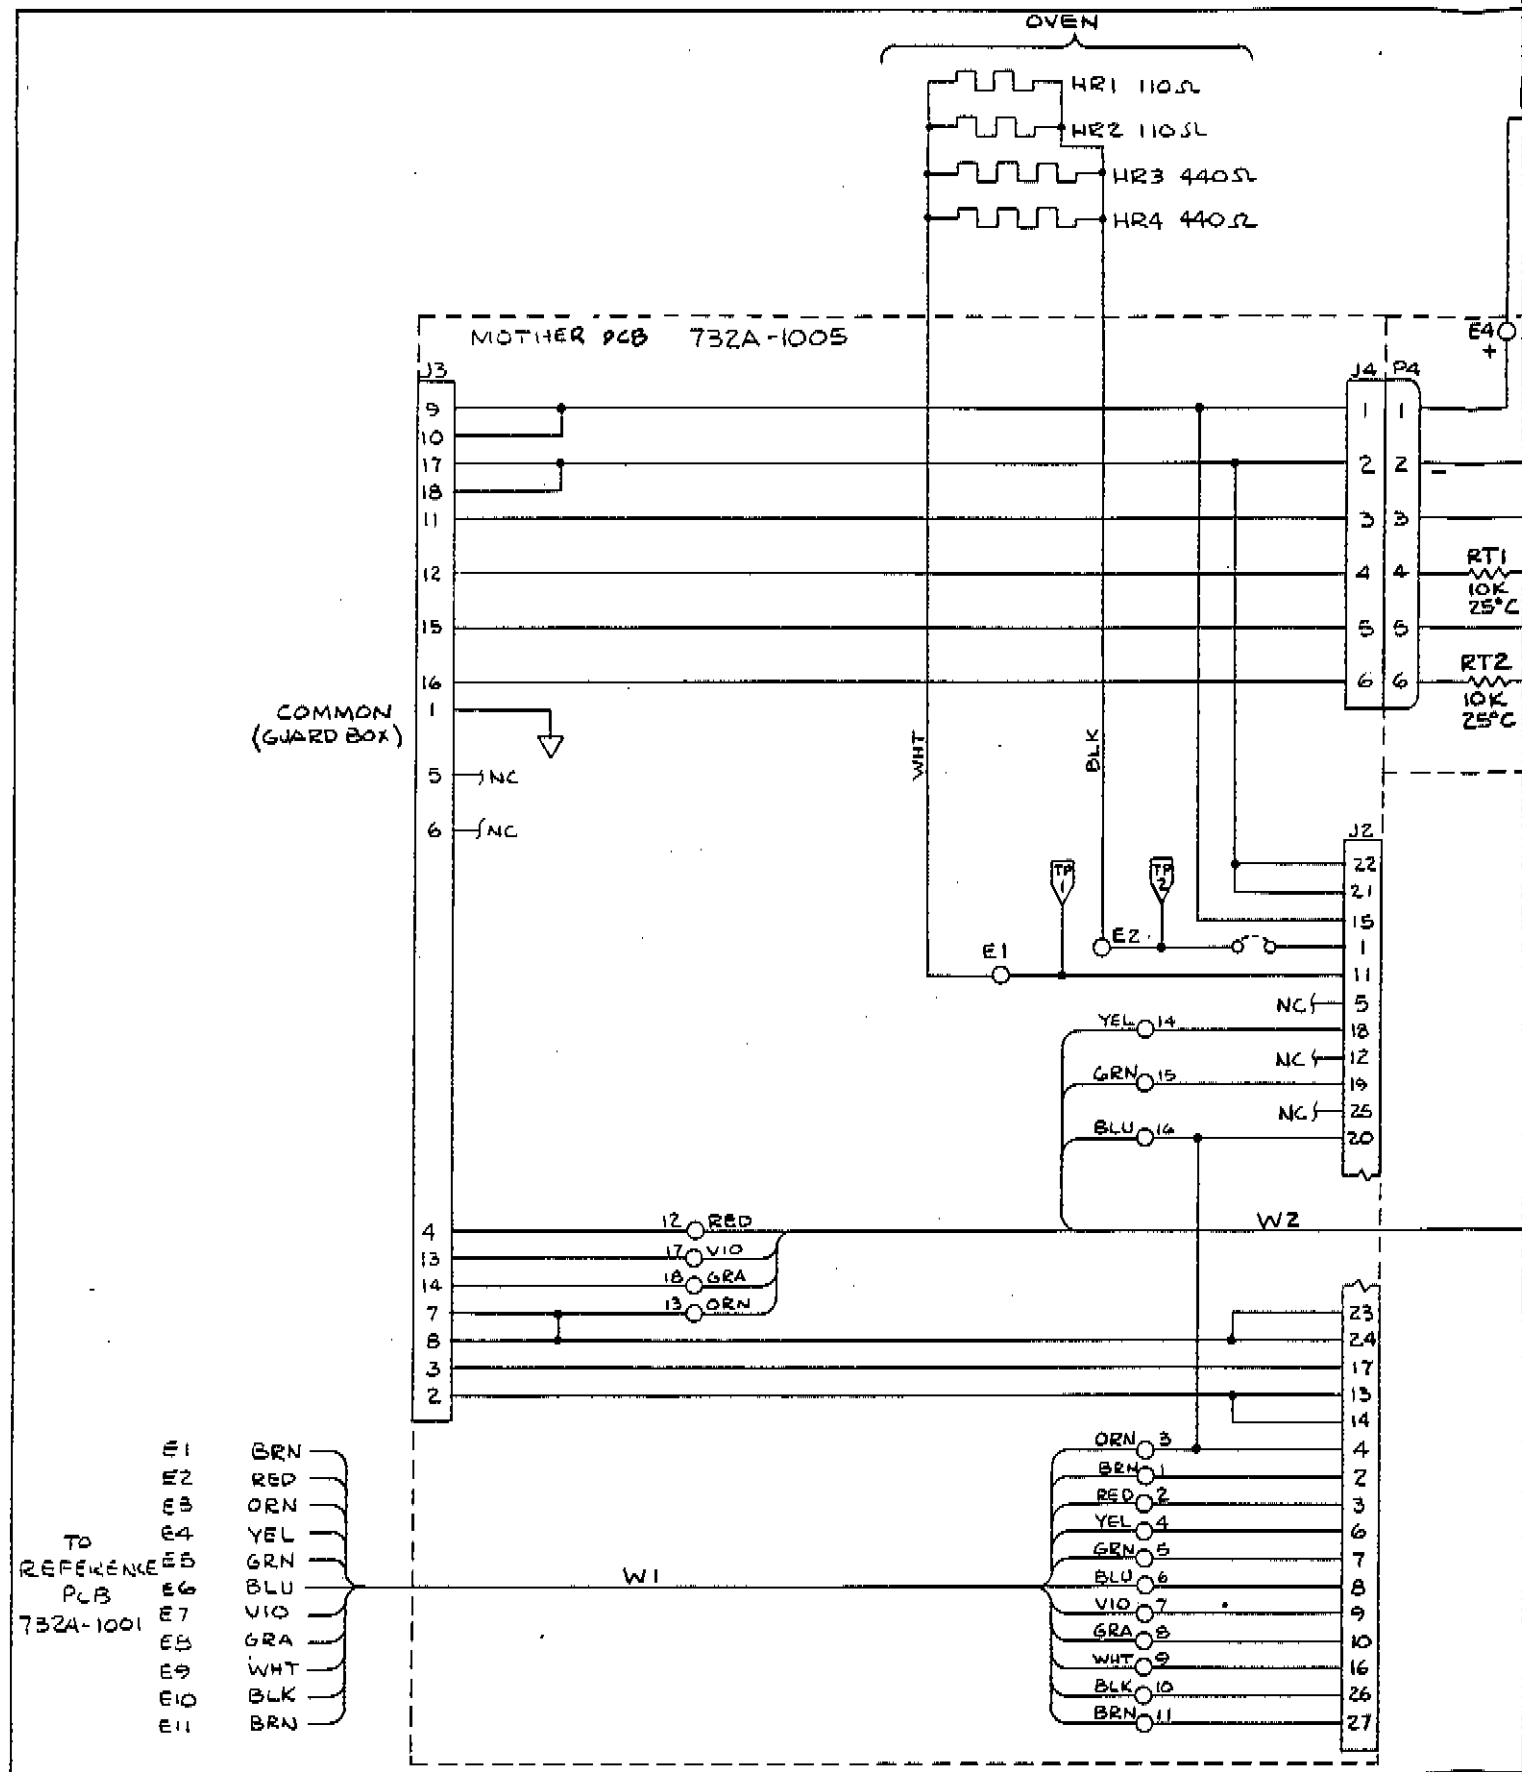 OVEN
HR1 110Ω
HR2 110Ω
HR3 440Ω
HR4 440Ω
MOTHER PCB 732A-1005
E4
+
J3
J4 P4
9
1 1
10
17
2 2 -
18
11
3 3
RT1
12
4 4
10K
25°C
15
5 5
RT2
16
6 6
10K
25°C
COMMON
(GUARD BOX)
1
WHT
BLK
5 NC
6 NC
J2
TP
1
TP
2
22
21
15
E2
1
E1
11
NC 5
YEL 14 18
NC 12
GRN 15 19
NC 25
BLU 16 20
4 12 RED
W2
13 17 VIO
14 18 GRA
7 13 ORN
23
8 24
3 17
2 13
14
E1 BRN
ORN 3 4
E2 RED
BRN 1 2
E3 ORN
RED 2 3
E4 YEL
YEL 4 6
TO
REFERENCE
PCB
732A-1001
E5 GRN
GRN 5 7
E6 BLU
W1
BLU 6 8
E7 VIO
VIO 7 9
E8 GRA
GRA 8 10
E9 WHT
WHT 9 16
E10 BLK
BLK 10 26
E11 BRN
BRN 11 27